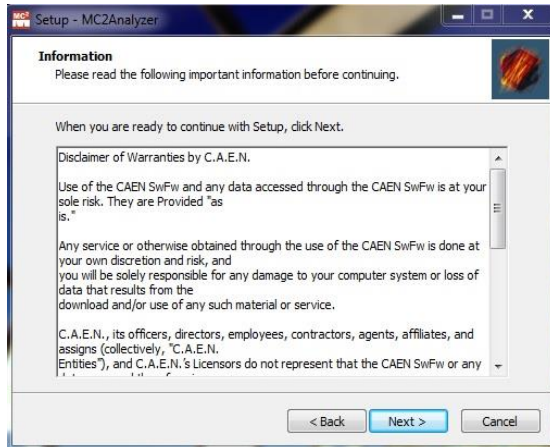 MC²
Setup - MC2Analyzer
Information
Please read the following important information before continuing.
When you are ready to continue with Setup, click Next.
Disclaimer of Warranties by C.A.E.N.
Use of the CAEN SwFw and any data accessed through the CAEN SwFw is at your
sole risk. They are Provided "as
is."
Any service or otherwise obtained through the use of the CAEN SwFw is done at
your own discretion and risk, and
you will be solely responsible for any damage to your computer system or loss of
data that results from the
download and/or use of any such material or service.
C.A.E.N., its officers, directors, employees, contractors, agents, affiliates, and
assigns (collectively, "C.A.E.N.
Entities"), and C.A.E.N.'s Licensors do not represent that the CAEN SwFw or any
< Back
Next >
Cancel